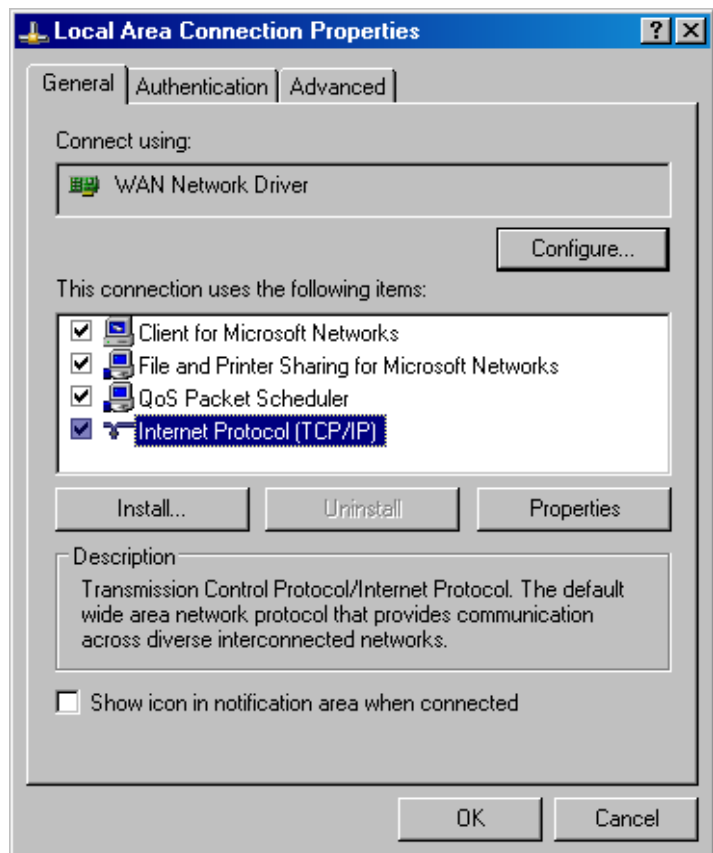 Local Area Connection Properties
General Authentication Advanced
Connect using:
WAN Network Driver
Configure...
This connection uses the following items:
Client for Microsoft Networks
File and Printer Sharing for Microsoft Networks
QoS Packet Scheduler
Internet Protocol (TCP/IP)
Install... Uninstall Properties
Description
Transmission Control Protocol/Internet Protocol. The default
wide area network protocol that provides communication
across diverse interconnected networks.
Show icon in notification area when connected
OK Cancel